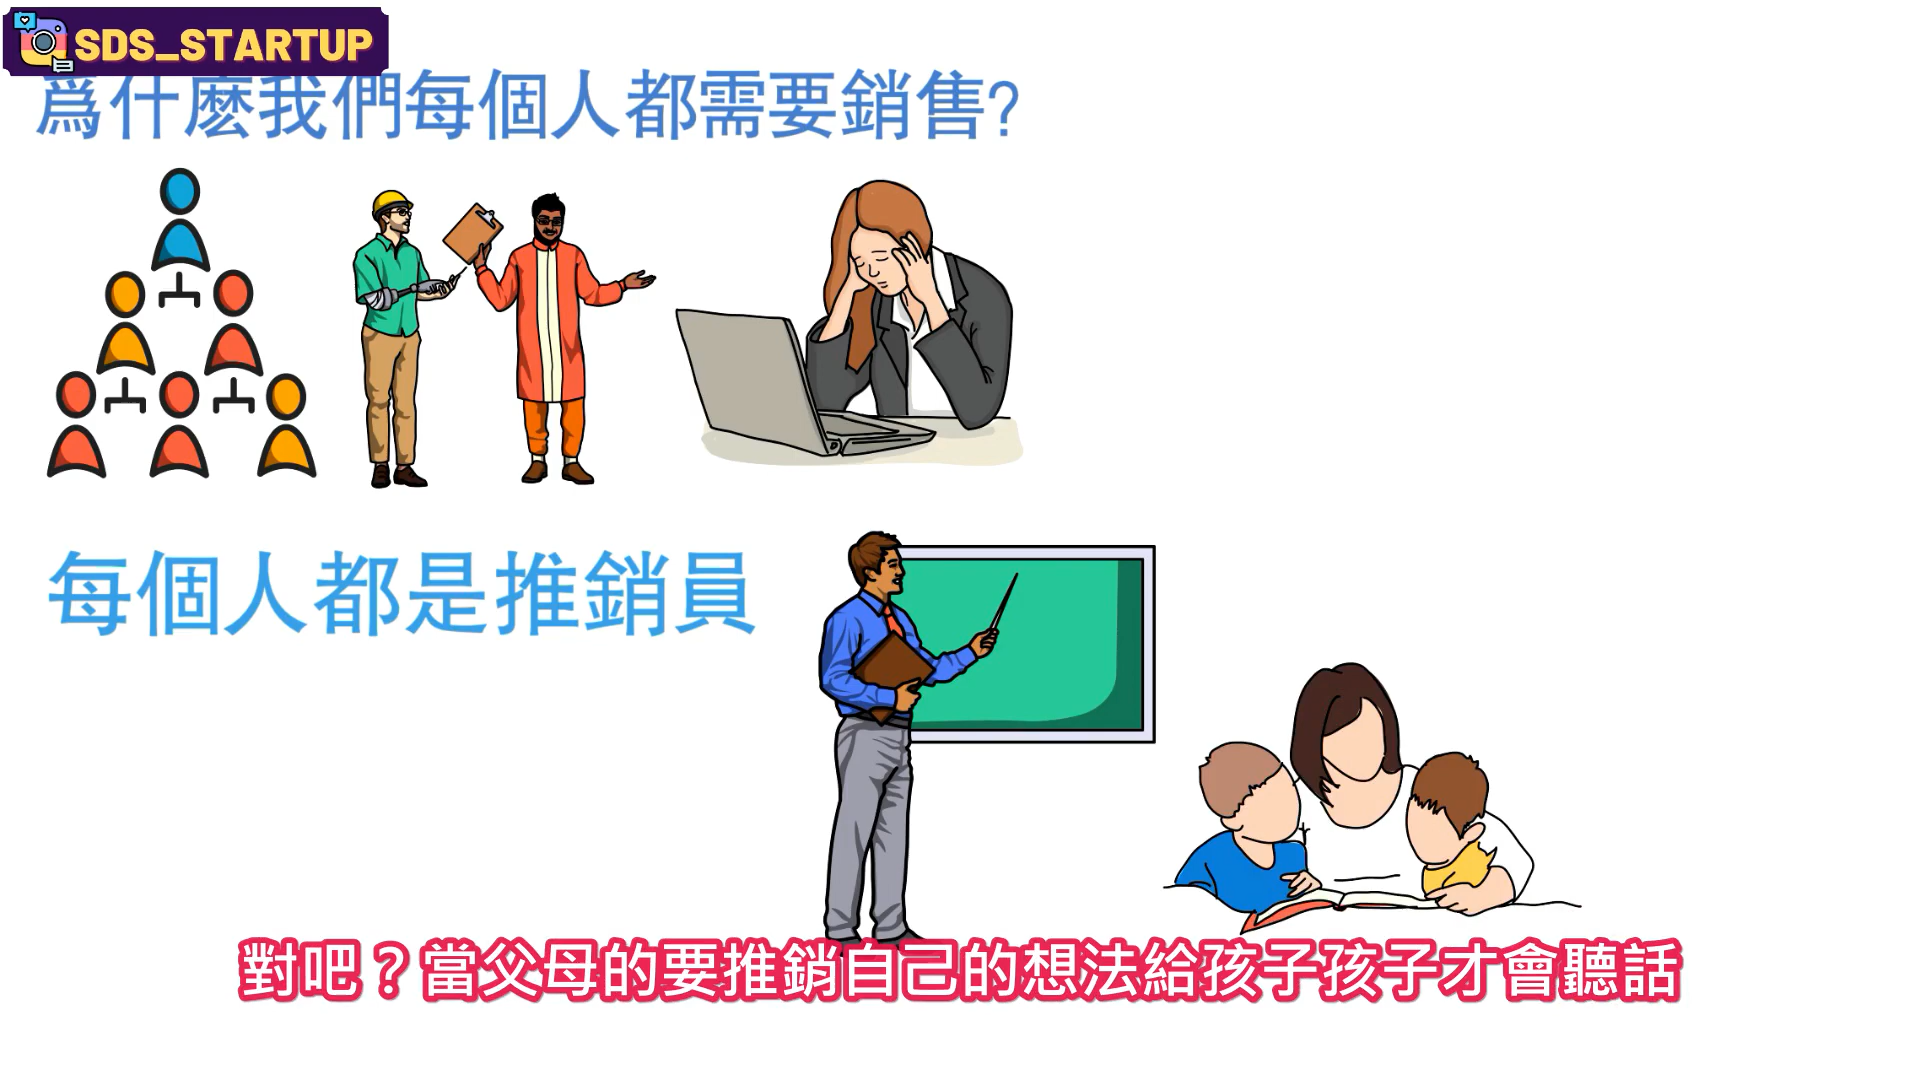 SDS_STARTUP
爲什麽我們每個人都需要銷售?
每個人都是推銷員
對吧？當父母的要推銷自己的想法給孩子孩子才會聽話